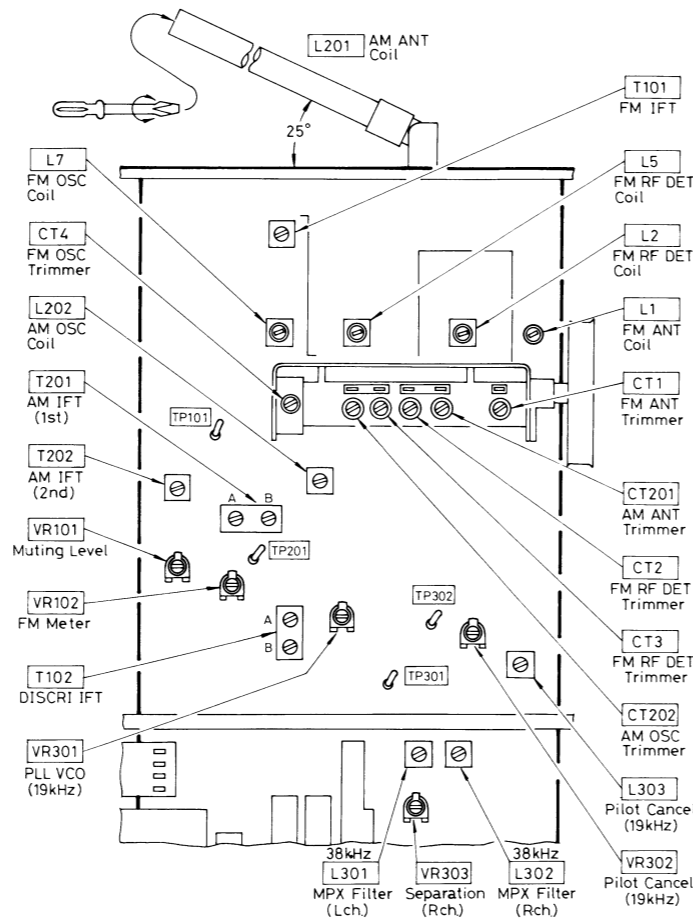 L201 AM ANT
Coil
25°
T101
FM IFT
L7
FM OSC
Coil
CT4
FM OSC
Trimmer
L202
AM OSC
Coil
T201
AM IFT
(1st)
T202
AM IFT
(2nd)
VR101
Muting Level
VR102
FM Meter
T102
DISCRI IFT
VR301
PLL VCO
(19kHz)
TP101
A B
TP201
A
B
TP302
TP301
L5
FM RF DET
Coil
L2
FM RF DET
Coil
L1
FM ANT
Coil
CT1
FM ANT
Trimmer
CT201
AM ANT
Trimmer
CT2
FM RF DET
Trimmer
CT3
FM RF DET
Trimmer
CT202
AM OSC
Trimmer
L303
Pilot Cancel
(19kHz)
VR302
Pilot Cancel
(19kHz)
38kHz
L301
MPX Filter
(Lch.)
VR303
Separation
(Rch.)
38kHz
L302
MPX Filter
(Rch.)